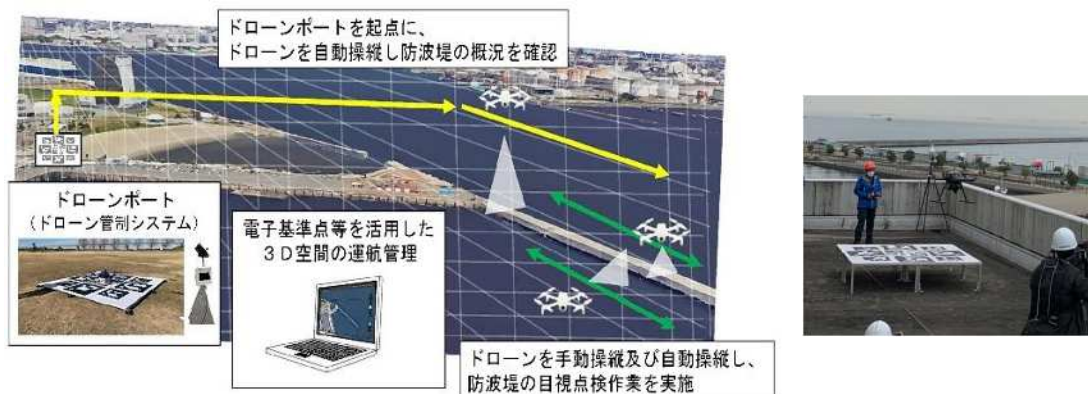 ドローンポートを起点に、
ドローンを自動操縦し防波堤の概況を確認
ドローンポート
（ドローン管制システム）
電子基準点等を活用した
３Ｄ空間の運航管理
ドローンを手動操縦及び自動操縦し、
防波堤の目視点検作業を実施